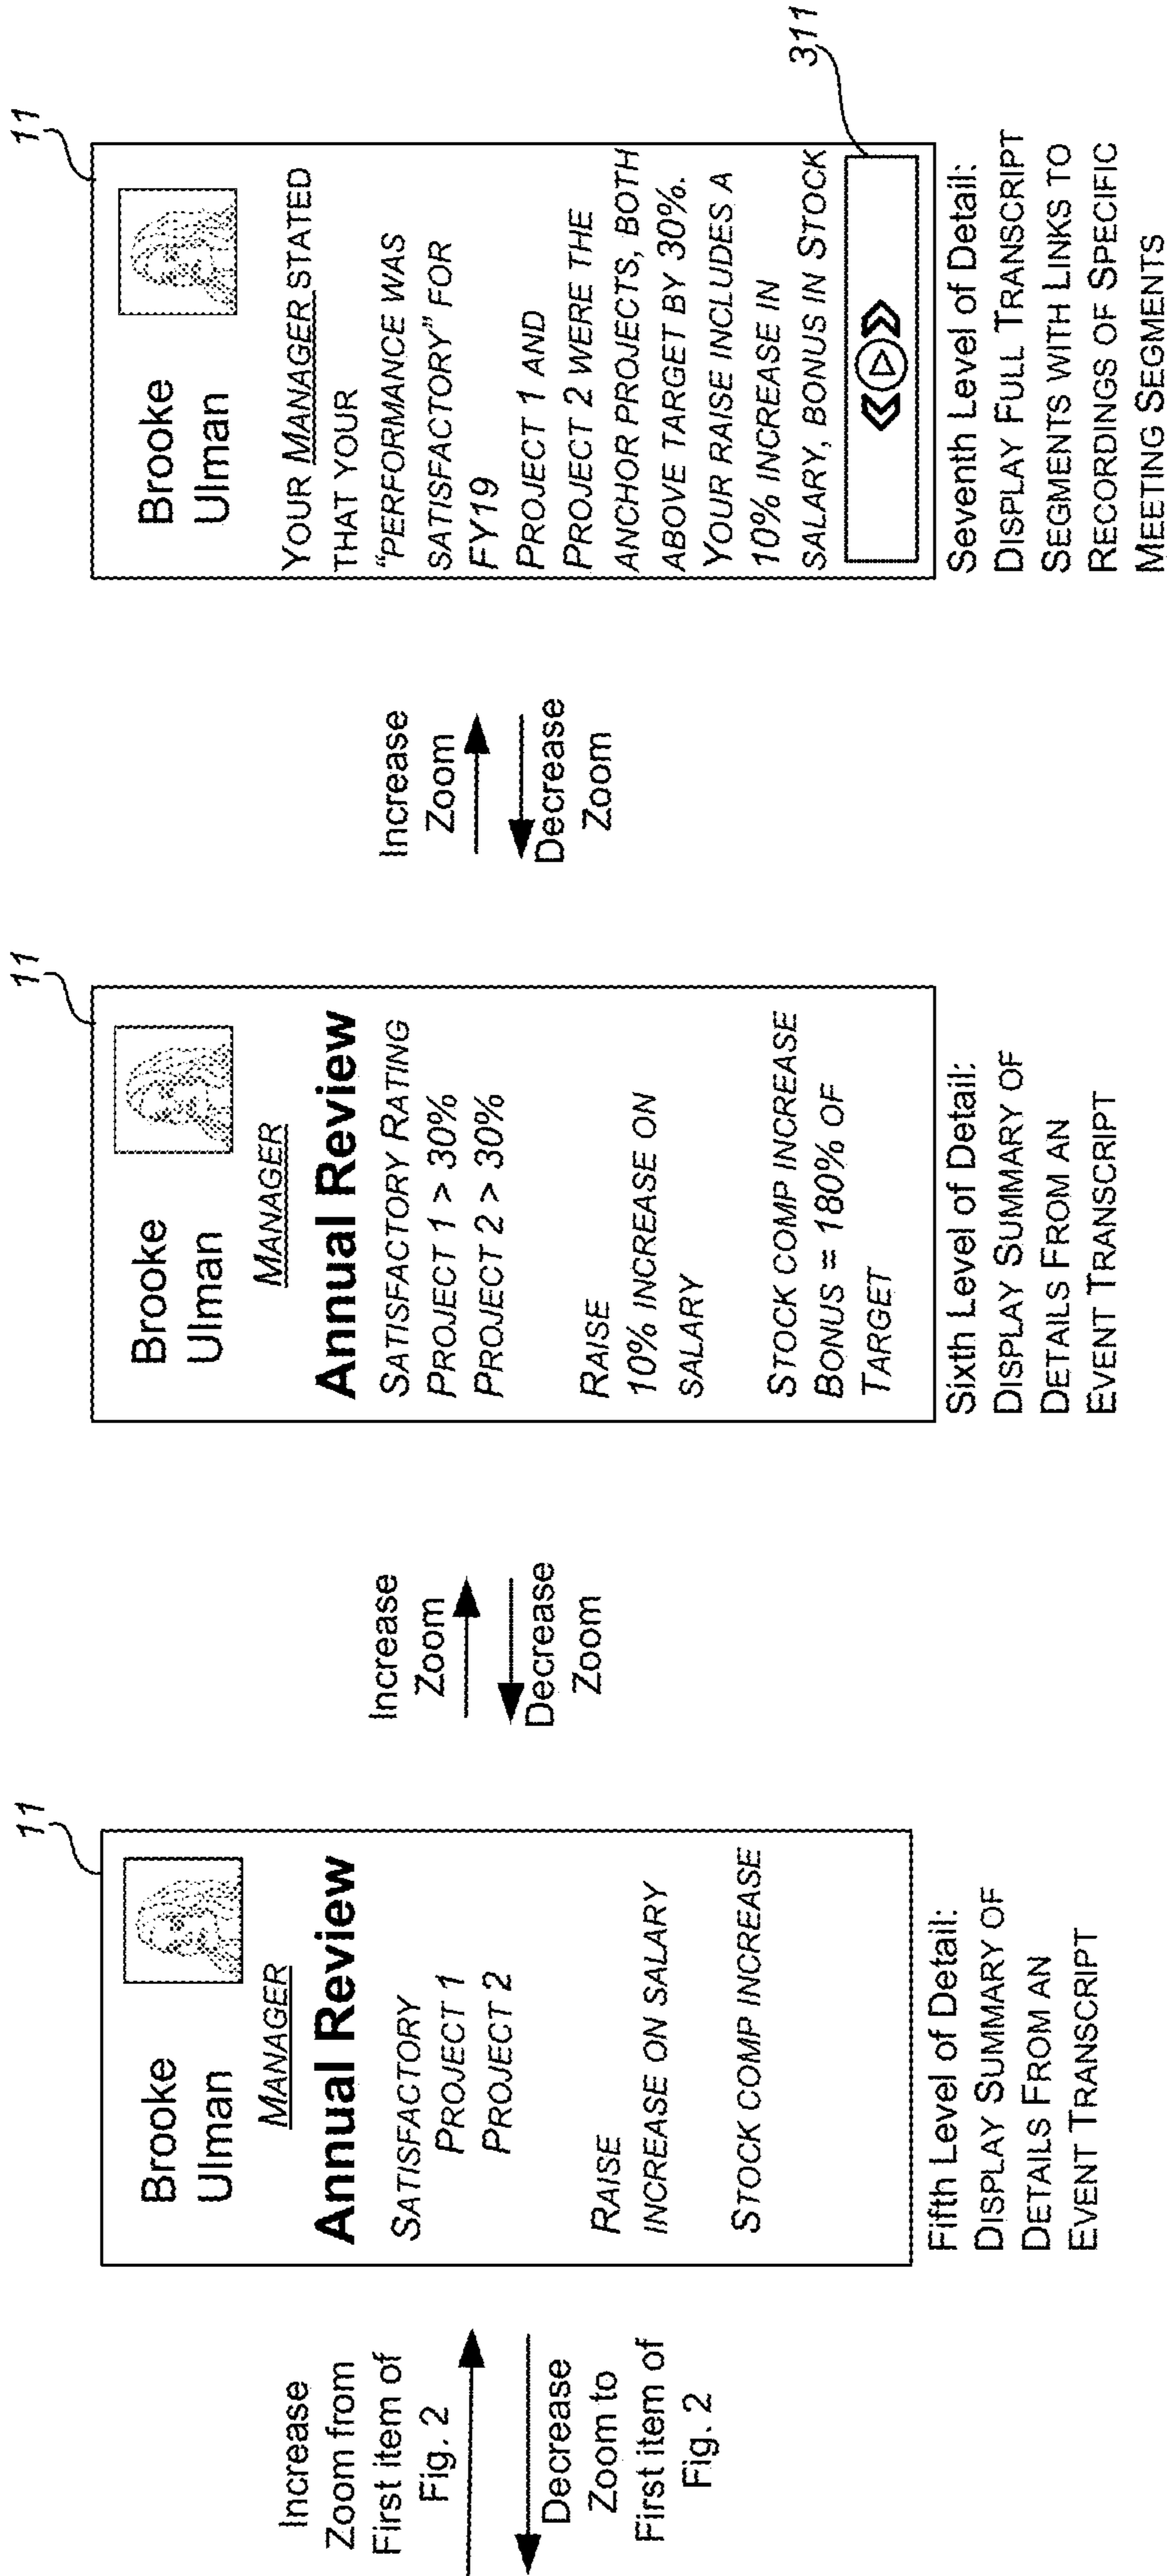 Increase
Zoom from
First item of
Fig. 2
Decrease
Zoom to
First item of
Fig. 2
11
Brooke
Ulman
MANAGER
Annual Review
SATISFACTORY
PROJECT 1
PROJECT 2
RAISE
INCREASE ON SALARY
STOCK COMP INCREASE
Fifth Level of Detail:
DISPLAY SUMMARY OF
DETAILS FROM AN
EVENT TRANSCRIPT
Increase
Zoom
Decrease
Zoom
11
Brooke
Ulman
MANAGER
Annual Review
SATISFACTORY RATING
PROJECT 1 > 30%
PROJECT 2 > 30%
RAISE
10% INCREASE ON
SALARY
STOCK COMP INCREASE
BONUS = 180% OF
TARGET
Sixth Level of Detail:
DISPLAY SUMMARY OF
DETAILS FROM AN
EVENT TRANSCRIPT
Increase
Zoom
Decrease
Zoom
11
Brooke
Ulman
YOUR MANAGER STATED
THAT YOUR
“PERFORMANCE WAS
SATISFACTORY” FOR
FY19
PROJECT 1 AND
PROJECT 2 WERE THE
ANCHOR PROJECTS, BOTH
ABOVE TARGET BY 30%.
YOUR RAISE INCLUDES A
10% INCREASE IN
SALARY, BONUS IN STOCK
311
Seventh Level of Detail:
DISPLAY FULL TRANSCRIPT
SEGMENTS WITH LINKS TO
RECORDINGS OF SPECIFIC
MEETING SEGMENTS